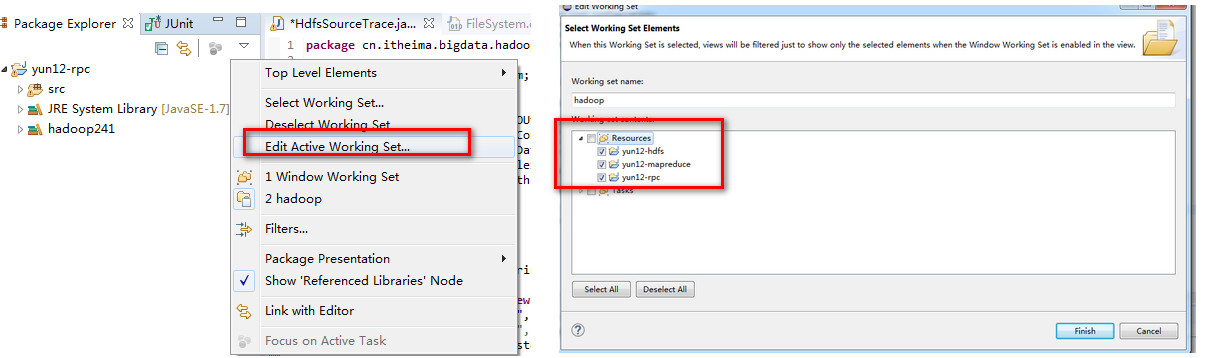 Package Explorer
JUnit
*HdfsSourceTrace.ja...
FileSystem.
1 package cn.itheima.bigdata.hadoo
yun12-rpc
src
JRE System Library [JavaSE-1.7]
hadoop241
Top Level Elements
Select Working Set...
Deselect Working Set
Edit Active Working Set...
1 Window Working Set
2 hadoop
Filters...
Package Presentation
Show 'Referenced Libraries' Node
Link with Editor
Focus on Active Task
Edit Working Set
Select Working Set Elements
When this Working Set is selected, views will be filtered just to show only the selected elements when the Window Working Set is enabled in the view.
Working set name:
hadoop
Working set contents:
Resources
yun12-hdfs
yun12-mapreduce
yun12-rpc
Tasks
Select All
Deselect All
Finish
Cancel